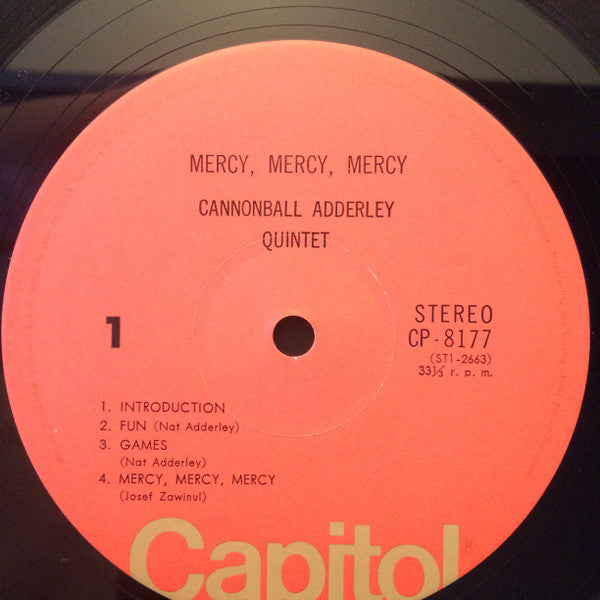 MERCY, MERCY, MERCY
CANNONBALL ADDERLEY
QUINTET
1
STEREO
CP-8177
(ST1-2663)
33⅓ r. p. m.
1. INTRODUCTION
2. FUN (Nat Adderley)
3. GAMES
(Nat Adderley)
4. MERCY, MERCY, MERCY
(Josef Zawinul)
Capitol
®